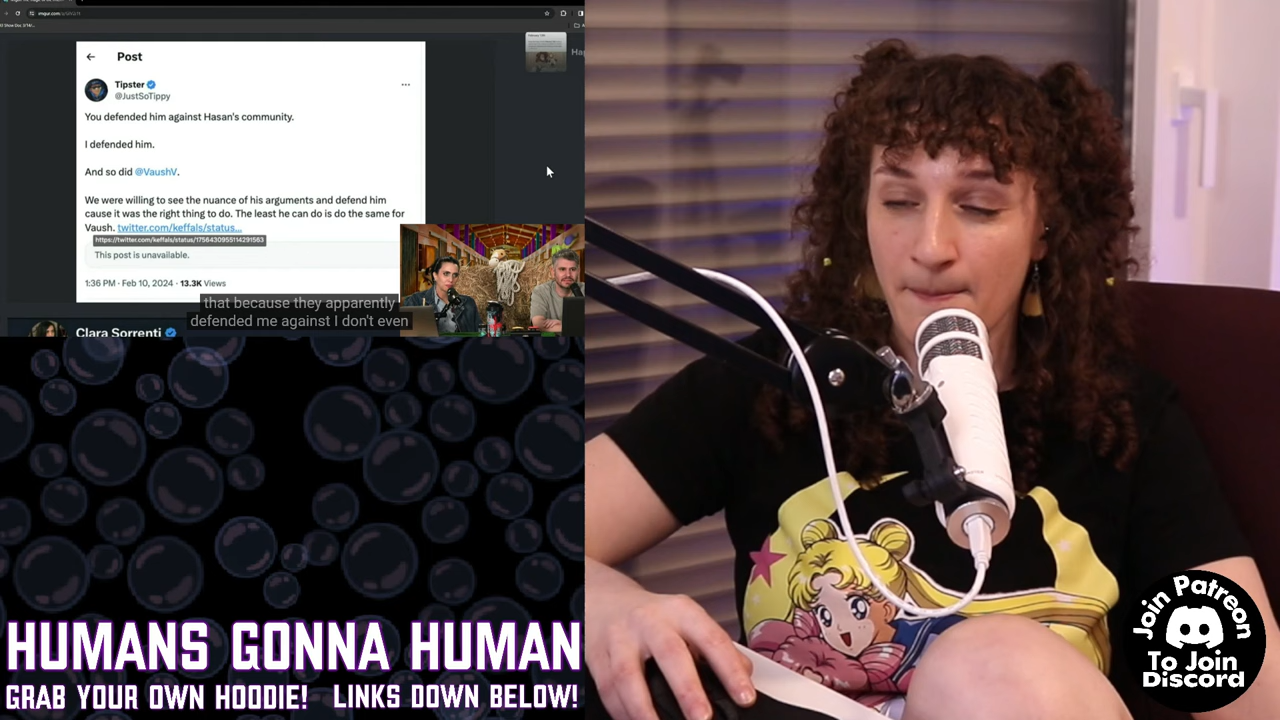 imgur.com
Post
Tipster
@JustSoTippy
You defended him against Hasan's community.
I defended him.
And so did @VaushV.
We were willing to see the nuance of his arguments and defend him
cause it was the right thing to do. The least he can do is do the same for
Vaush. twitter.com/keffals/status...
This post is unavailable.
1:36 PM · Feb 10, 2024 · 13.3K Views
that because they apparently
defended me against I don't even
Clara Sorrenti
HUMANS GONNA HUMAN
GRAB YOUR OWN HOODIE! LINKS DOWN BELOW!
Join Patreon
To Join
Discord